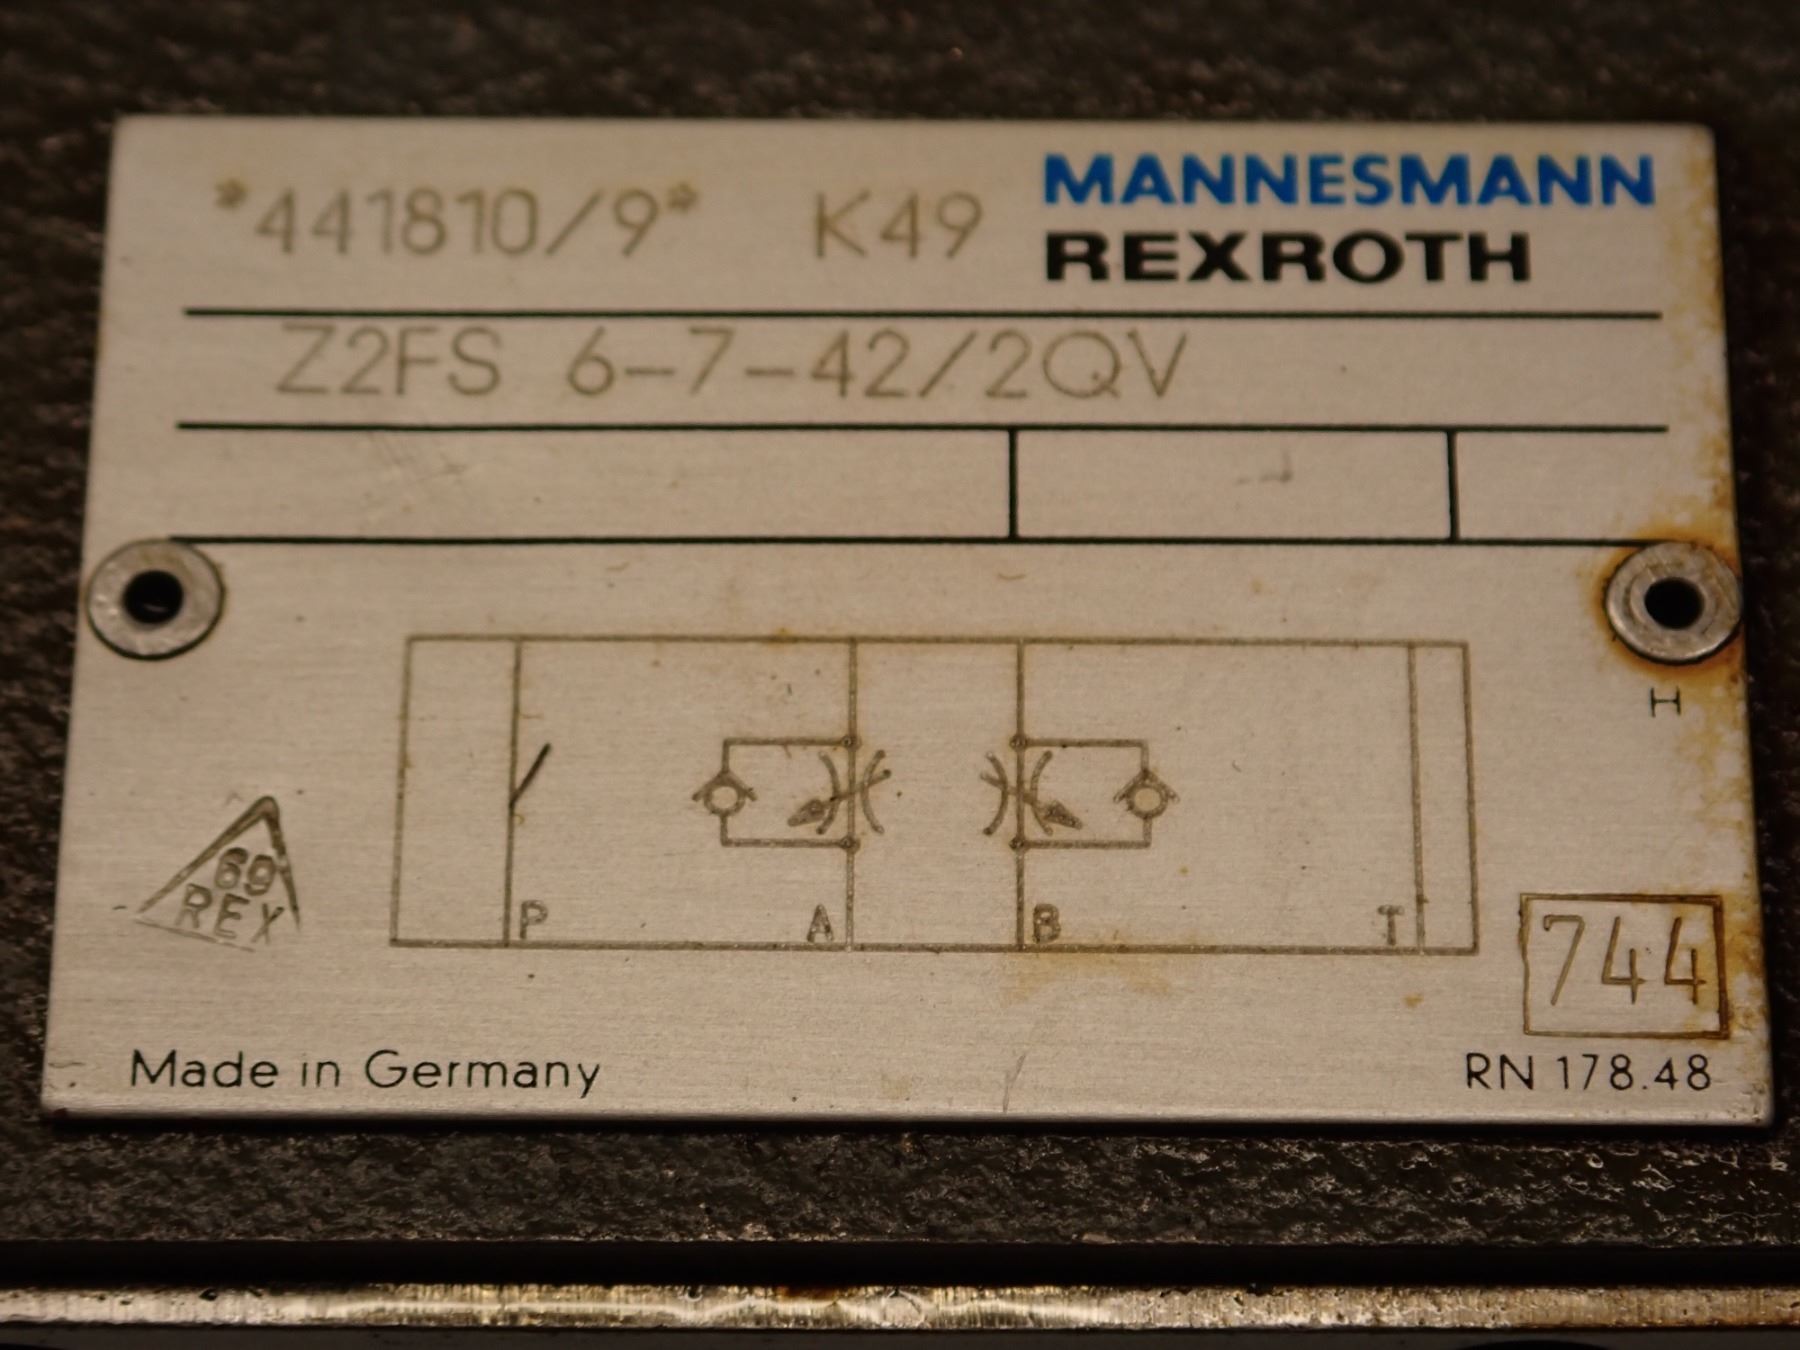 *441810/9* K49 MANNESMANN
REXROTH
Z2FS 6-7-42/2QV
H
69
REX
P A B T
744
Made in Germany RN 178.48